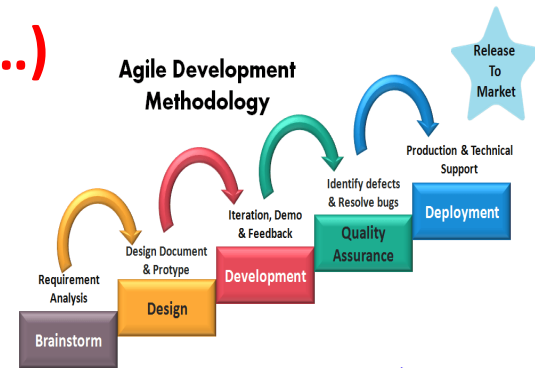 ..)
Agile Development
Methodology
Release
To
Market
Production & Technical
Support
Deployment
Identify defects
& Resolve bugs
Quality
Assurance
Iteration, Demo
& Feedback
Development
Design Document
& Protype
Design
Requirement
Analysis
Brainstorm